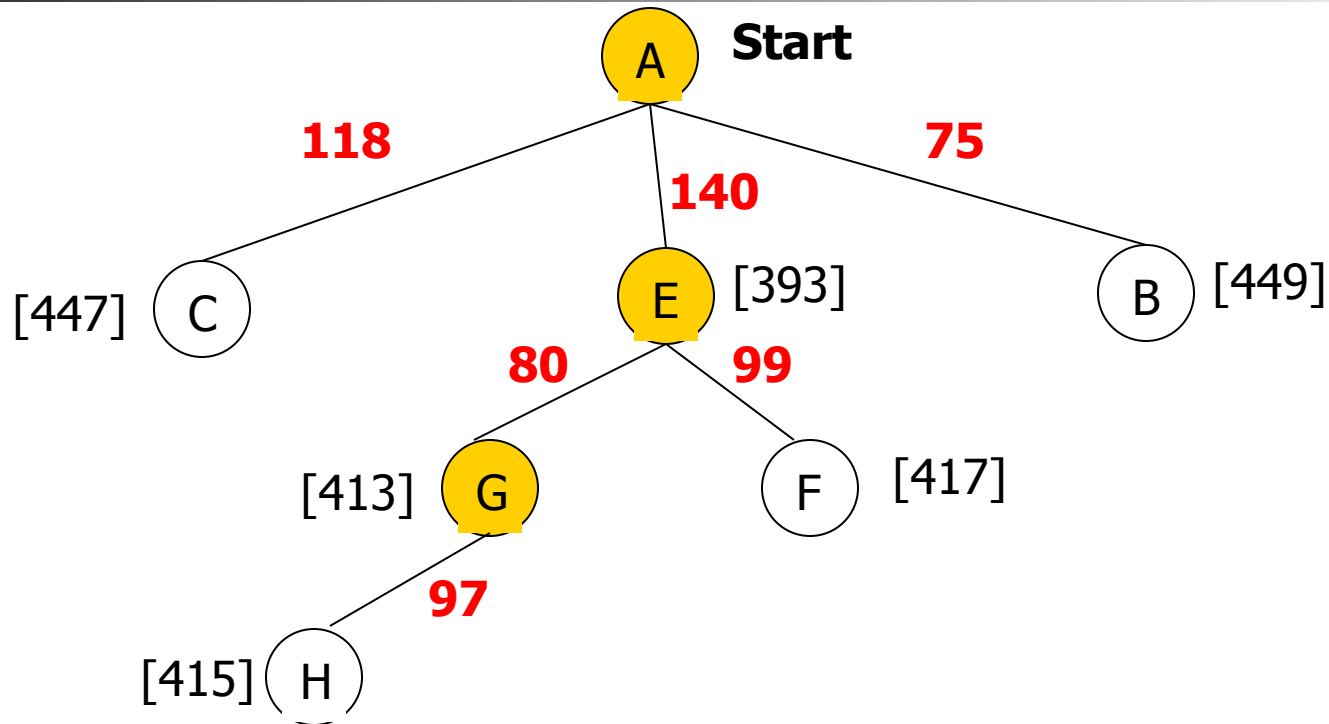 A Start
118
75
140
[447] C
E [393]
B [449]
80
99
[413] G
F [417]
97
[415] H